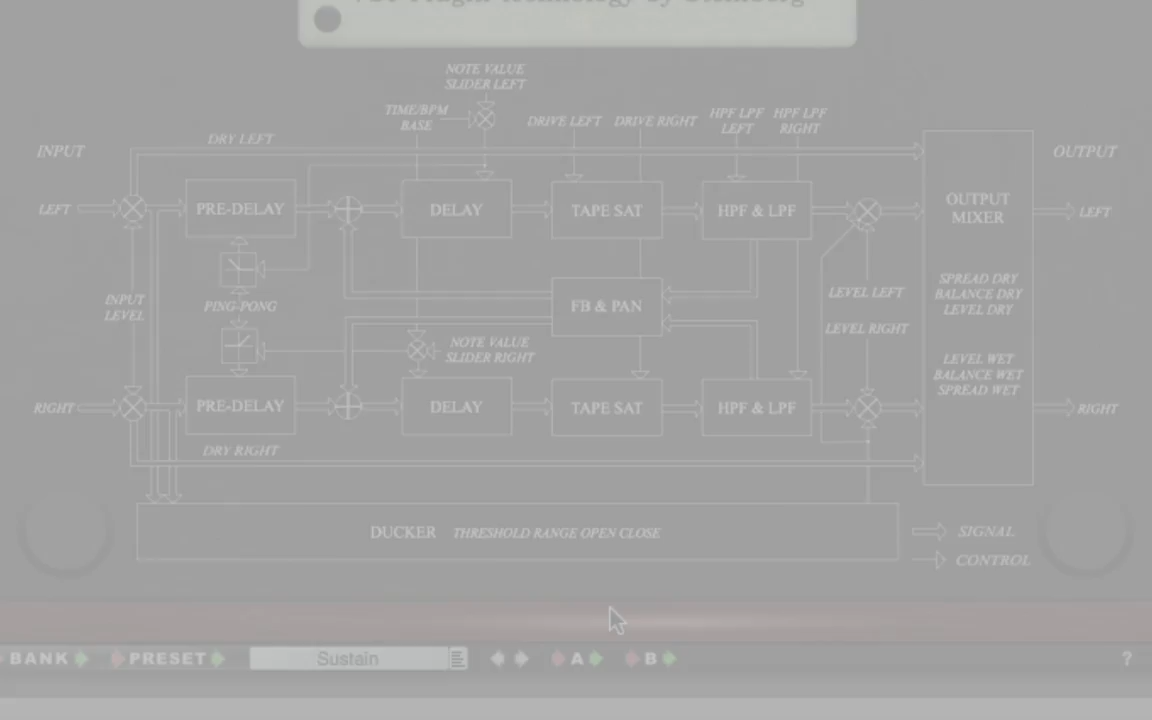 NOTE VALUE
SLIDER LEFT
TIME/BPM
BASE
DRIVE LEFT
DRIVE RIGHT
HPF LPF
LEFT
HPF LPF
RIGHT
INPUT
DRY LEFT
OUTPUT
LEFT
PRE-DELAY
DELAY
TAPE SAT
HPF & LPF
OUTPUT
MIXER
LEFT
INPUT
LEVEL
PING-PONG
FB & PAN
LEVEL LEFT
LEVEL RIGHT
SPREAD DRY
BALANCE DRY
LEVEL DRY
NOTE VALUE
SLIDER RIGHT
LEVEL WET
BALANCE WET
SPREAD WET
RIGHT
PRE-DELAY
DELAY
TAPE SAT
HPF & LPF
RIGHT
DRY RIGHT
DUCKER THRESHOLD RANGE OPEN CLOSE
SIGNAL
CONTROL
BANK PRESET Sustain A B ?